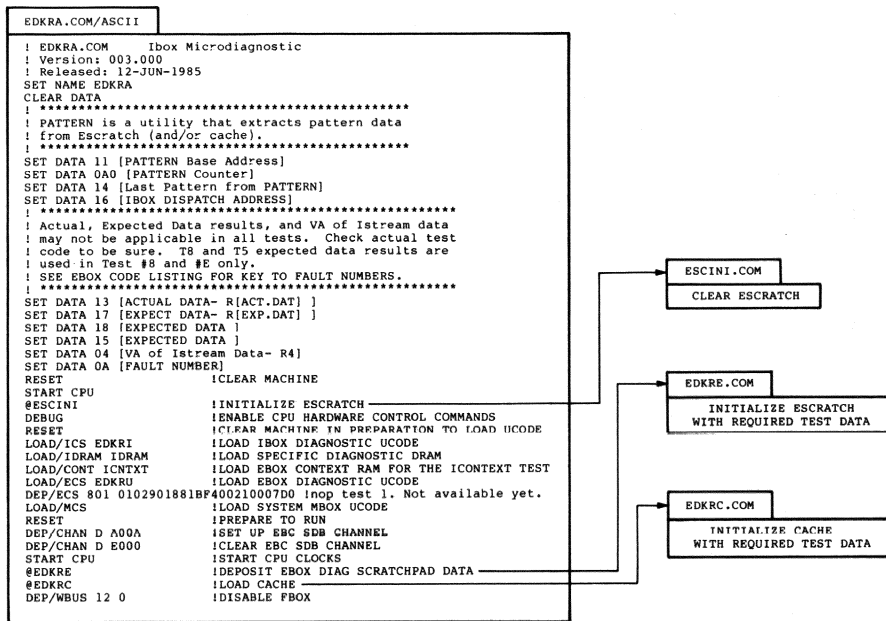 EDKRA.COM/ASCII
! EDKRA.COM Ibox Microdiagnostic
! Version: 003.000
! Released: 12-JUN-1985
SET NAME EDKRA
CLEAR DATA
! ************************************************
! PATTERN is a utility that extracts pattern data
! from Escratch (and/or cache).
! ************************************************
SET DATA 11 [PATTERN Base Address]
SET DATA 0A0 [PATTERN Counter]
SET DATA 14 [Last Pattern from PATTERN]
SET DATA 16 [IBOX DISPATCH ADDRESS]
! ******************************************************
! Actual, Expected Data results, and VA of Istream data
! may not be applicable in all tests. Check actual test
! code to be sure. T8 and T5 expected data results are
! used in Test #8 and #E only.
! SEE EBOX CODE LISTING FOR KEY TO FAULT NUMBERS.
! ******************************************************
SET DATA 13 [ACTUAL DATA- R[ACT.DAT] ]
SET DATA 17 [EXPECT DATA- R[EXP.DAT] ]
SET DATA 18 [EXPECTED DATA ]
SET DATA 15 [EXPECTED DATA ]
SET DATA 04 [VA of Istream Data- R4]
SET DATA 0A [FAULT NUMBER]
RESET !CLEAR MACHINE
START CPU
@ESCINI !INITIALIZE ESCRATCH
DEBUG !ENABLE CPU HARDWARE CONTROL COMMANDS
RESET !CLEAR MACHINE IN PREPARATION TO LOAD UCODE
LOAD/ICS EDKRI !LOAD IBOX DIAGNOSTIC UCODE
LOAD/IDRAM IDRAM !LOAD SPECIFIC DIAGNOSTIC DRAM
LOAD/CONT ICNTXT !LOAD EBOX CONTEXT RAM FOR THE ICONTEXT TEST
LOAD/ECS EDKRU !LOAD EBOX DIAGNOSTIC UCODE
DEP/ECS 801 0102901881BF400210007D0 !nop test 1. Not available yet.
LOAD/MCS !LOAD SYSTEM MBOX UCODE
RESET !PREPARE TO RUN
DEP/CHAN D A00A !SET UP EBC SDB CHANNEL
DEP/CHAN D E000 !CLEAR EBC SDB CHANNEL
START CPU !START CPU CLOCKS
@EDKRE !DEPOSIT EBOX DIAG SCRATCHPAD DATA
@EDKRC !LOAD CACHE
DEP/WBUS 12 0 !DISABLE FBOX
ESCINI.COM
CLEAR ESCRATCH
EDKRE.COM
INITIALIZE ESCRATCH
WITH REQUIRED TEST DATA
EDKRC.COM
INITIALIZE CACHE
WITH REQUIRED TEST DATA